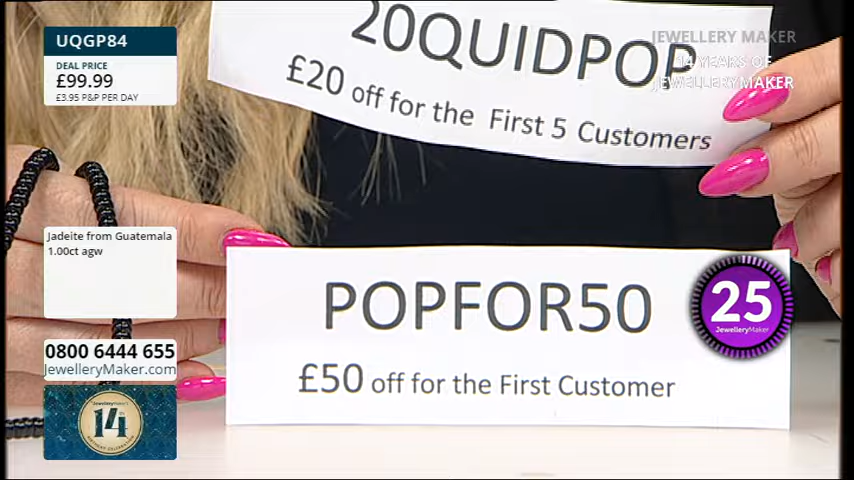 UQGP84
DEAL PRICE
£99.99
£3.95 P&P PER DAY
20QUIDPOP
£20 off for the First 5 Customers
JEWELLERY MAKER
14 YEARS OF
JEWELLERYMAKER
Jadeite from Guatemala
1.00ct agw
POPFOR50
£50 off for the First Customer
25
JewelleryMaker
0800 6444 655
JewelleryMaker.com
14